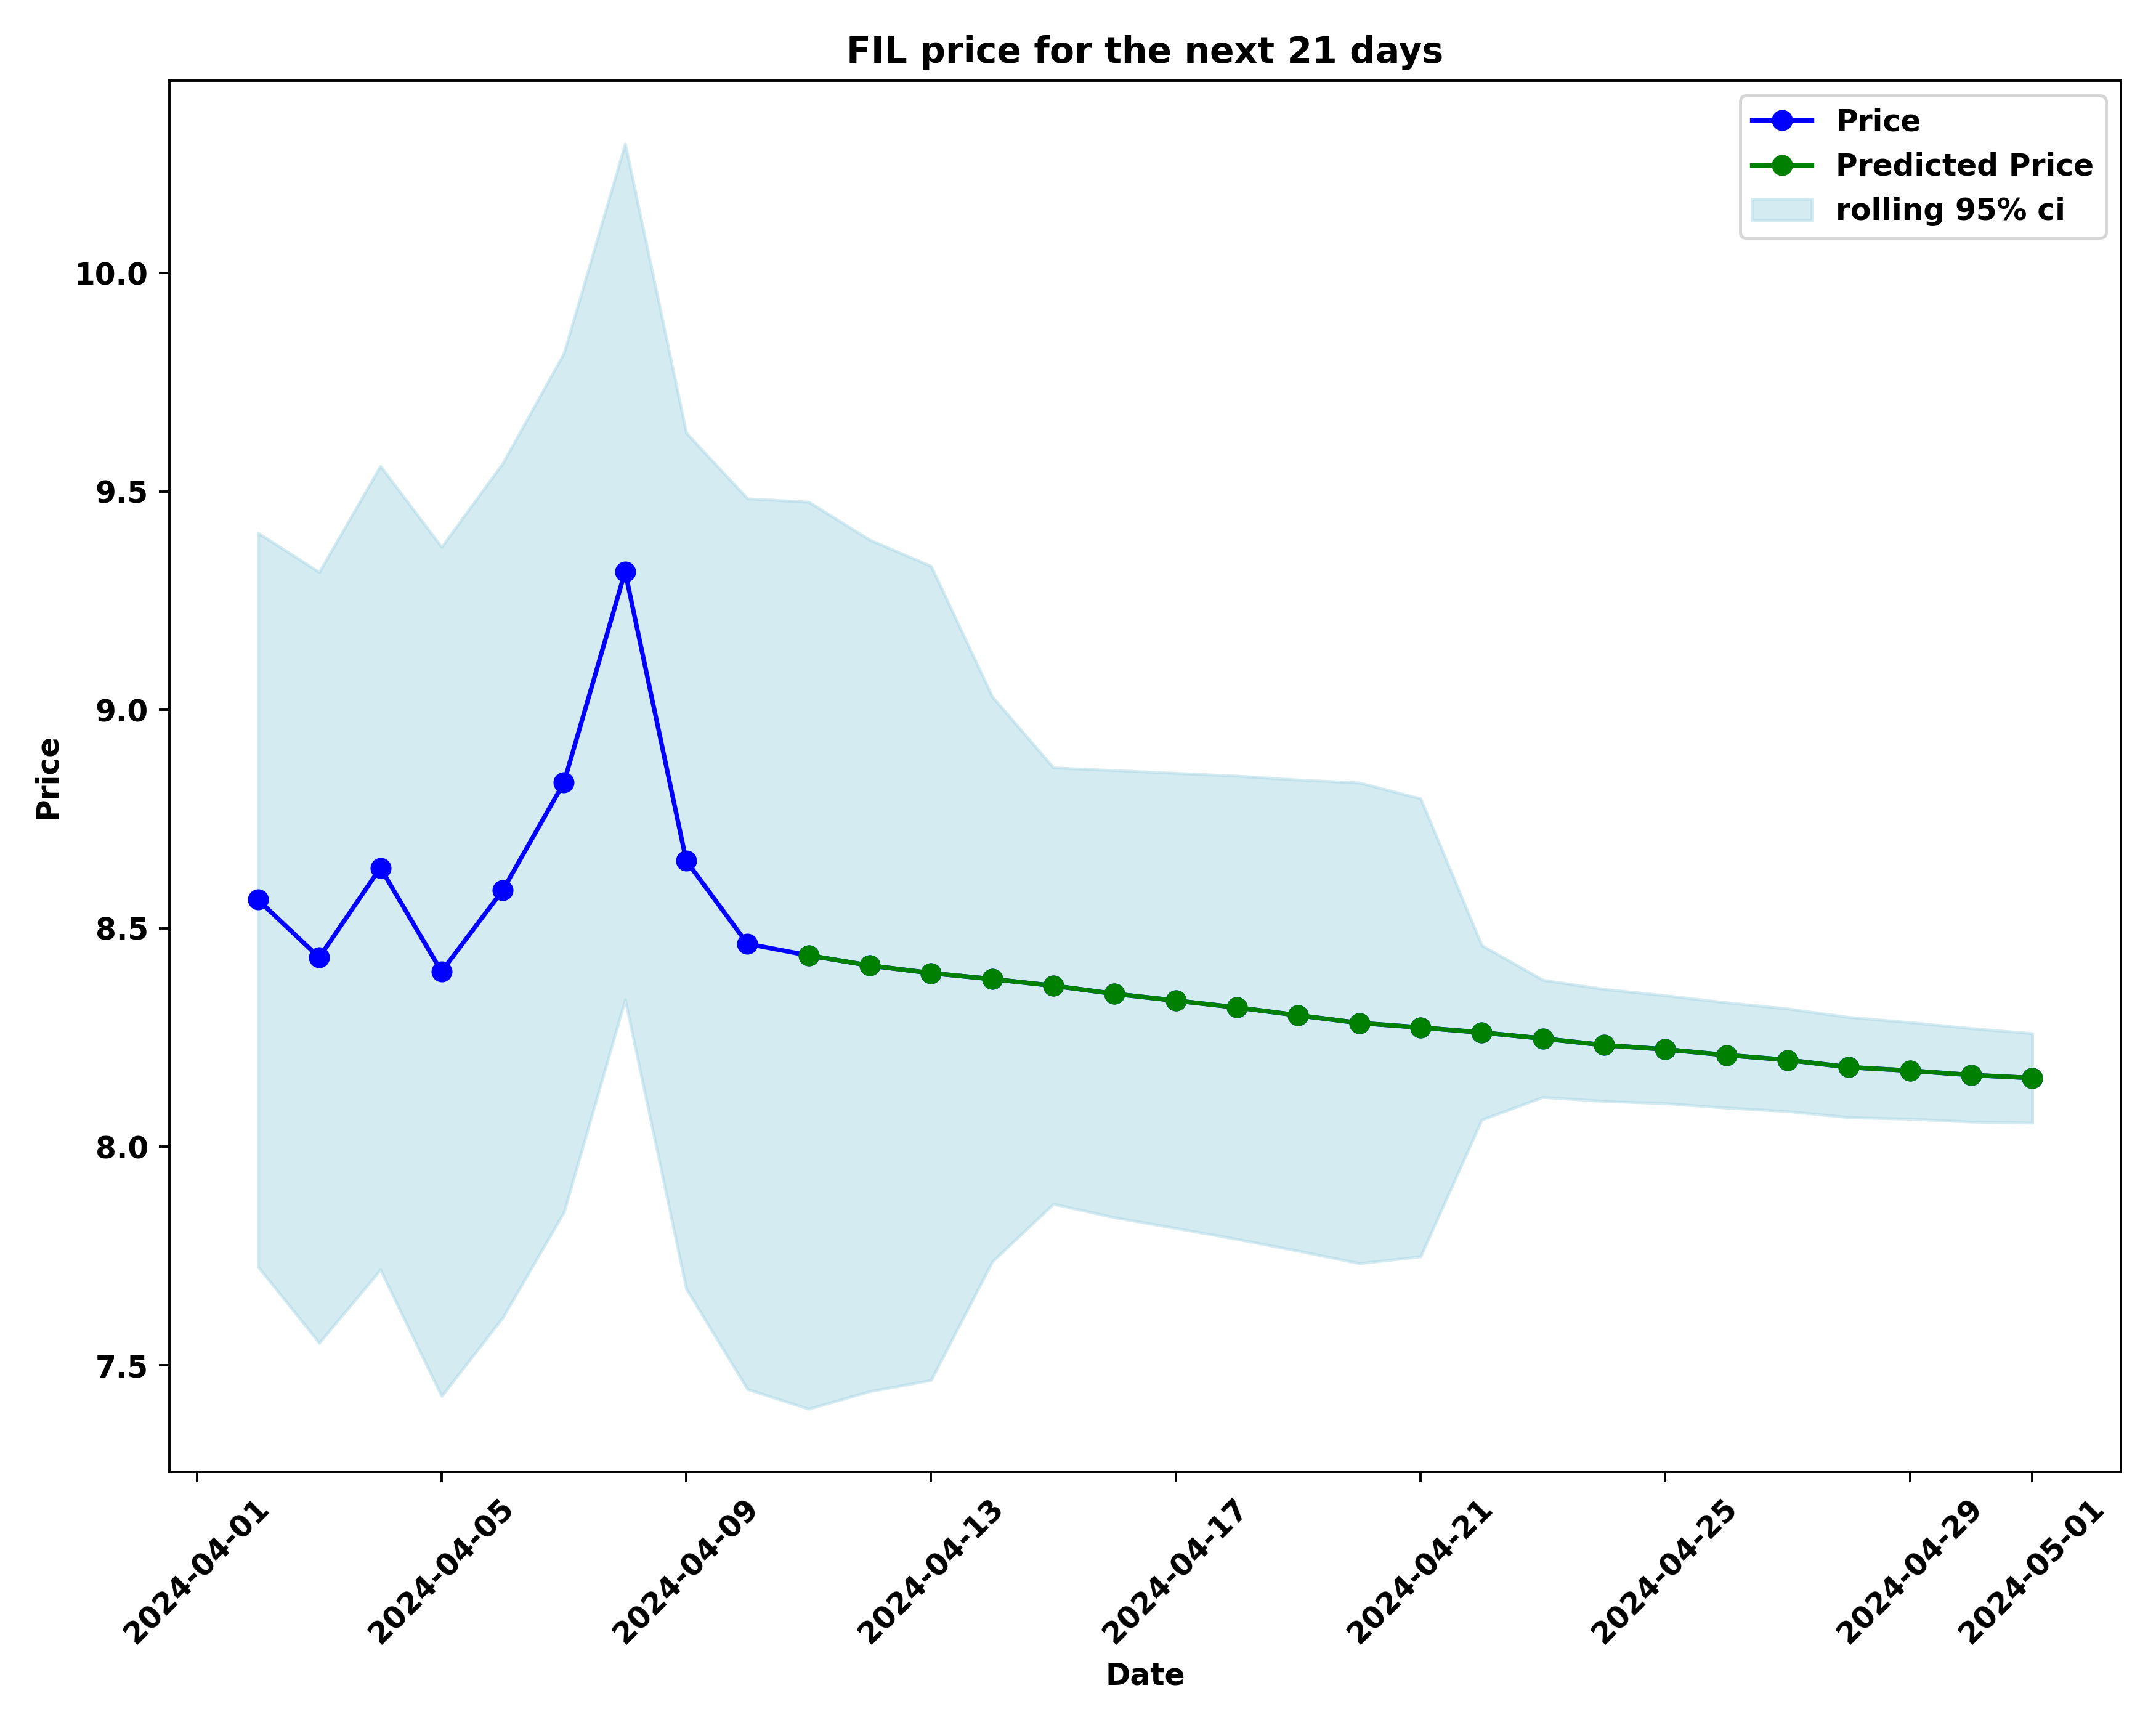 FIL price for the next 21 days
Price
Predicted Price
rolling 95% ci
10.0
9.5
9.0
8.5
8.0
7.5
Price
2024-04-01
2024-04-05
2024-04-09
2024-04-13
2024-04-17
2024-04-21
2024-04-25
2024-04-29
2024-05-01
Date